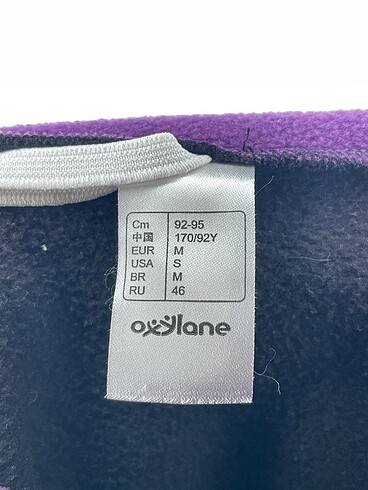 Cm 92-95
中国 170/92Y
EUR M
USA S
BR M
RU 46
oxylane